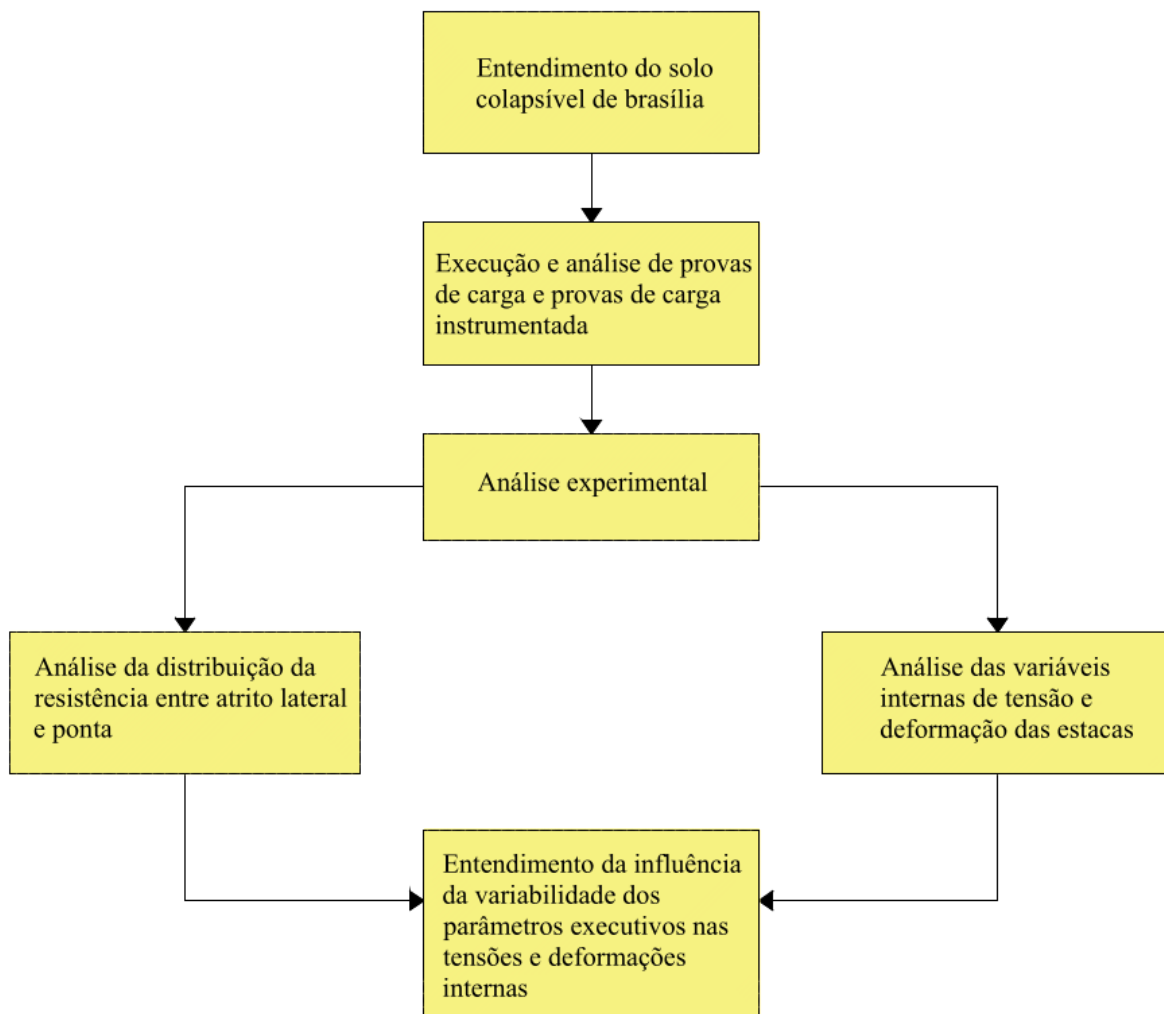 Entendimento do solo
colapsível de brasília
Execução e análise de provas
de carga e provas de carga
instrumentada
Análise experimental
Análise da distribuição da
resistência entre atrito lateral
e ponta
Análise das variáveis
internas de tensão e
deformação das estacas
Entendimento da influência
da variabilidade dos
parâmetros executivos nas
tensões e deformações
internas